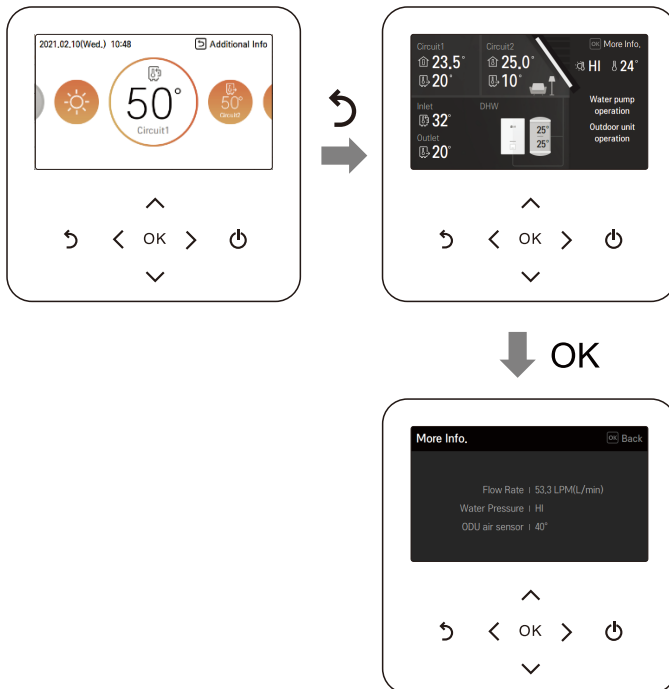 2021.02.10(Wed.) 10:48
Additional Info
50°
Circuit1
50°
Circuit2
OK
Circuit1
23.5°
20°
Circuit2
25.0°
10°
OK More Info.
HI 24°
Inlet
32°
Outlet
20°
DHW
25°
25°
Water pump
operation
Outdoor unit
operation
OK
OK
More Info.
OK Back
Flow Rate | 53.3 LPM(L/min)
Water Pressure | HI
ODU air sensor | 40°
OK